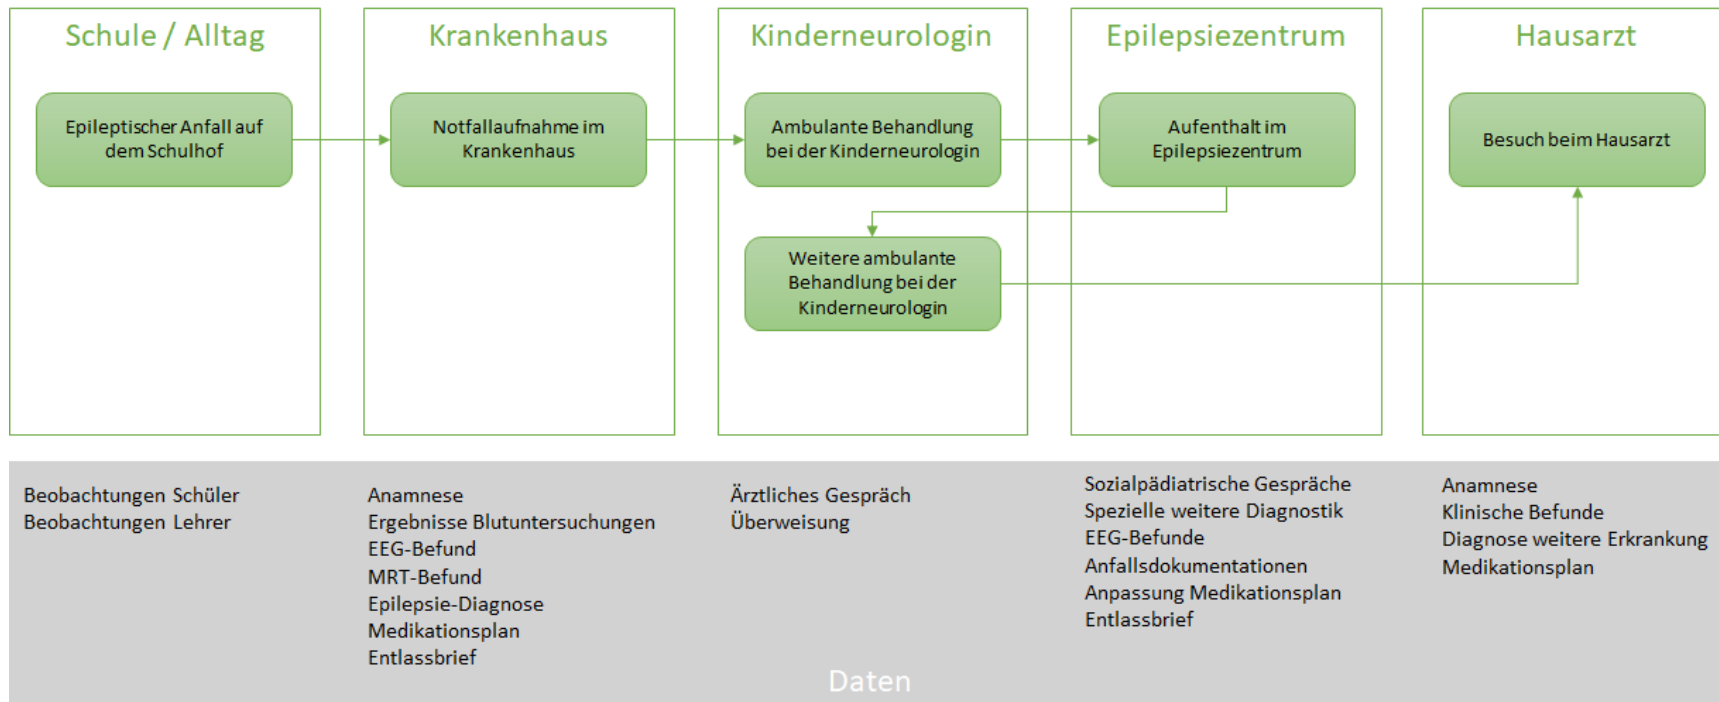 Schule / Alltag
Krankenhaus
Kinderneurologin
Epilepsiezentrum
Hausarzt
Epileptischer Anfall auf
dem Schulhof
Notfallaufnahme im
Krankenhaus
Ambulante Behandlung
bei der Kinderneurologin
Aufenthalt im
Epilepsiezentrum
Besuch beim Hausarzt
Weitere ambulante
Behandlung bei der
Kinderneurologin
Beobachtungen Schüler
Beobachtungen Lehrer
Anamnese
Ergebnisse Blutuntersuchungen
EEG-Befund
MRT-Befund
Epilepsie-Diagnose
Medikationsplan
Entlassbrief
Ärztliches Gespräch
Überweisung
Sozialpädiatrische Gespräche
Spezielle weitere Diagnostik
EEG-Befunde
Anfallsdokumentationen
Anpassung Medikationsplan
Entlassbrief
Anamnese
Klinische Befunde
Diagnose weitere Erkrankung
Medikationsplan
Daten